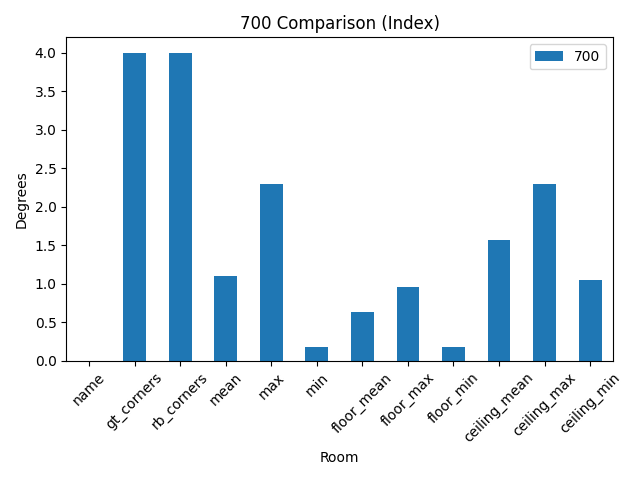 700 Comparison (Index)
700
Degrees
4.0
3.5
3.0
2.5
2.0
1.5
1.0
0.5
0.0
name
gt_corners
rb_corners
mean
max
min
floor_mean
floor_max
floor_min
ceiling_mean
ceiling_max
ceiling_min
Room